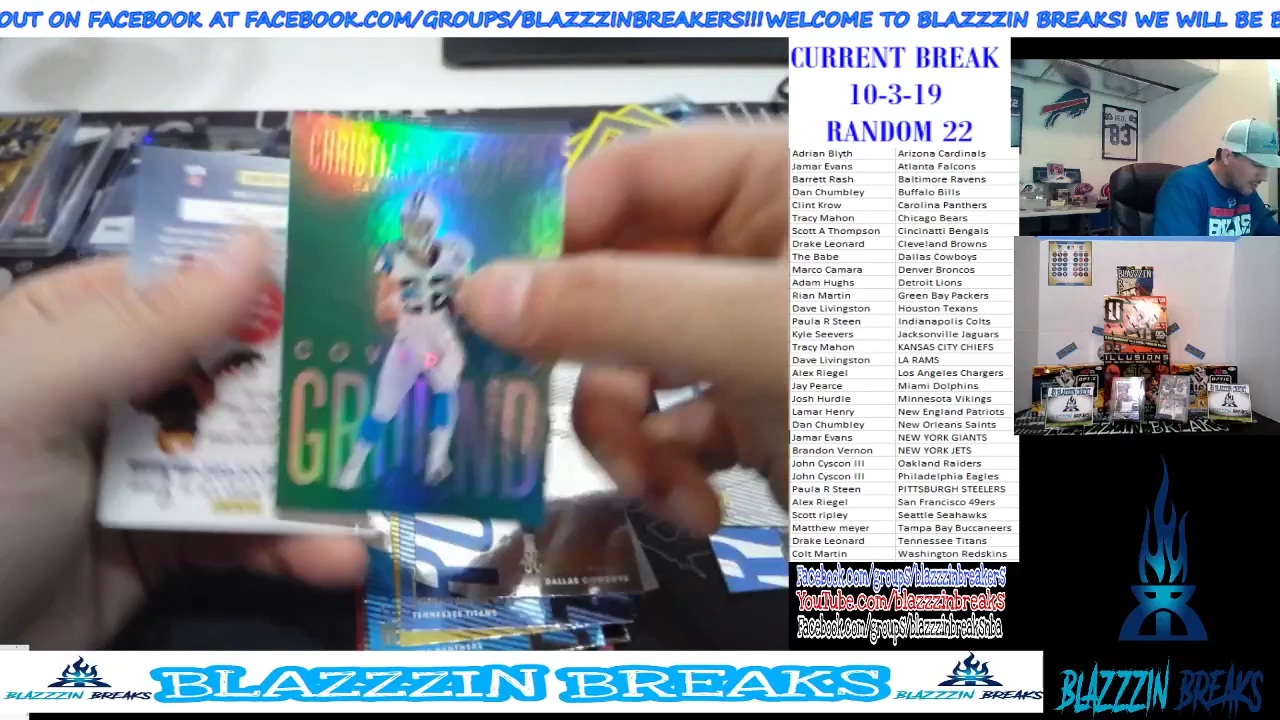 OUT ON FACEBOOK AT FACEBOOK.COM/GROUPS/BLAZZZINBREAKERS!!!WELCOME TO BLAZZZIN BREAKS! WE WILL BE
CURRENT BREAK
10-3-19
RANDOM 22
Adrian Blyth Arizona Cardinals
Jamar Evans Atlanta Falcons
Barrett Rash Baltimore Ravens
Dan Chumbley Buffalo Bills
Clint Krow Carolina Panthers
Tracy Mahon Chicago Bears
Scott A Thompson Cincinatti Bengals
Drake Leonard Cleveland Browns
The Babe Dallas Cowboys
Marco Camara Denver Broncos
Adam Hughs Detroit Lions
Rian Martin Green Bay Packers
Dave Livingston Houston Texans
Paula R Steen Indianapolis Colts
Kyle Seevers Jacksonville Jaguars
Tracy Mahon KANSAS CITY CHIEFS
Dave Livingston LA RAMS
Alex Riegel Los Angeles Chargers
Jay Pearce Miami Dolphins
Josh Hurdle Minnesota Vikings
Lamar Henry New England Patriots
Dan Chumbley New Orleans Saints
Jamar Evans NEW YORK GIANTS
Brandon Vernon NEW YORK JETS
John Cyscon III Oakland Raiders
John Cyscon III Philadelphia Eagles
Paula R Steen PITTSBURGH STEELERS
Alex Riegel San Francisco 49ers
Scott ripley Seattle Seahawks
Matthew meyer Tampa Bay Buccaneers
Drake Leonard Tennessee Titans
Colt Martin Washington Redskins
Facebook.Com/groupS/blazzzinbreakerS
YouTube.Com/blazzzinbreakS
Facebook.Com/groupS/blazzzinbreakSnba
83
BLAZZZIN
ILLUSIONS
OPTIC
OPTIC
DALLAS COWBOYS
TENNESSEE TITANS
BLAZZZIN BREAKS
BLAZZZIN BREAKS
BLAZZZIN BREAKS
BLAZZZIN BREAKS